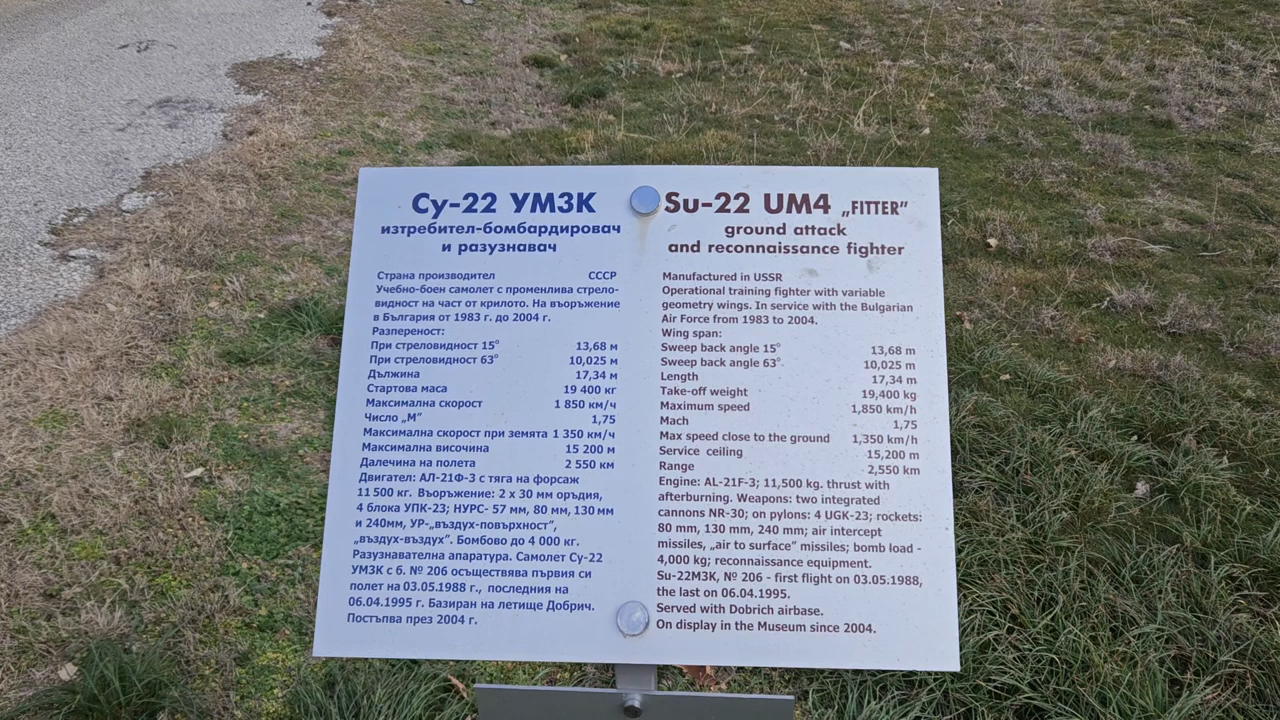 Су-22 УМЗК
изтребител-бомбардировач
и разузнавач
Страна производител СССР
Учебно-боен самолет с променлива стрело-
видност на част от крилото. На въоръжение
в България от 1983 г. до 2004 г.
Разпереност:
При стреловидност 15° 13,68 м
При стреловидност 63° 10,025 м
Дължина 17,34 м
Стартова маса 19 400 кг
Максимална скорост 1 850 км/ч
Число „М" 1,75
Максимална скорост при земята 1 350 км/ч
Максимална височина 15 200 м
Далечина на полета 2 550 км
Двигател: АЛ-21Ф-3 с тяга на форсаж
11 500 кг. Въоръжение: 2 х 30 мм оръдия,
4 блока УПК-23; НУРС- 57 мм, 80 мм, 130 мм
и 240мм, УР-„въздух-повърхност",
„въздух-въздух". Бомбово до 4 000 кг.
Разузнавателна апаратура. Самолет Су-22
УМЗК с б. № 206 осъществява първия си
полет на 03.05.1988 г., последния на
06.04.1995 г. Базиран на летище Добрич.
Постъпва през 2004 г.
Su-22 UM4 „FITTER"
ground attack
and reconnaissance fighter
Manufactured in USSR
Operational training fighter with variable
geometry wings. In service with the Bulgarian
Air Force from 1983 to 2004.
Wing span:
Sweep back angle 15° 13,68 m
Sweep back angle 63° 10,025 m
Length 17,34 m
Take-off weight 19,400 kg
Maximum speed 1,850 km/h
Mach 1,75
Max speed close to the ground 1,350 km/h
Service ceiling 15,200 m
Range 2,550 km
Engine: AL-21F-3; 11,500 kg. thrust with
afterburning. Weapons: two integrated
cannons NR-30; on pylons: 4 UGK-23; rockets:
80 mm, 130 mm, 240 mm; air intercept
missiles, „air to surface" missiles; bomb load -
4,000 kg; reconnaissance equipment.
Su-22M3K, № 206 - first flight on 03.05.1988,
the last on 06.04.1995.
Served with Dobrich airbase.
On display in the Museum since 2004.